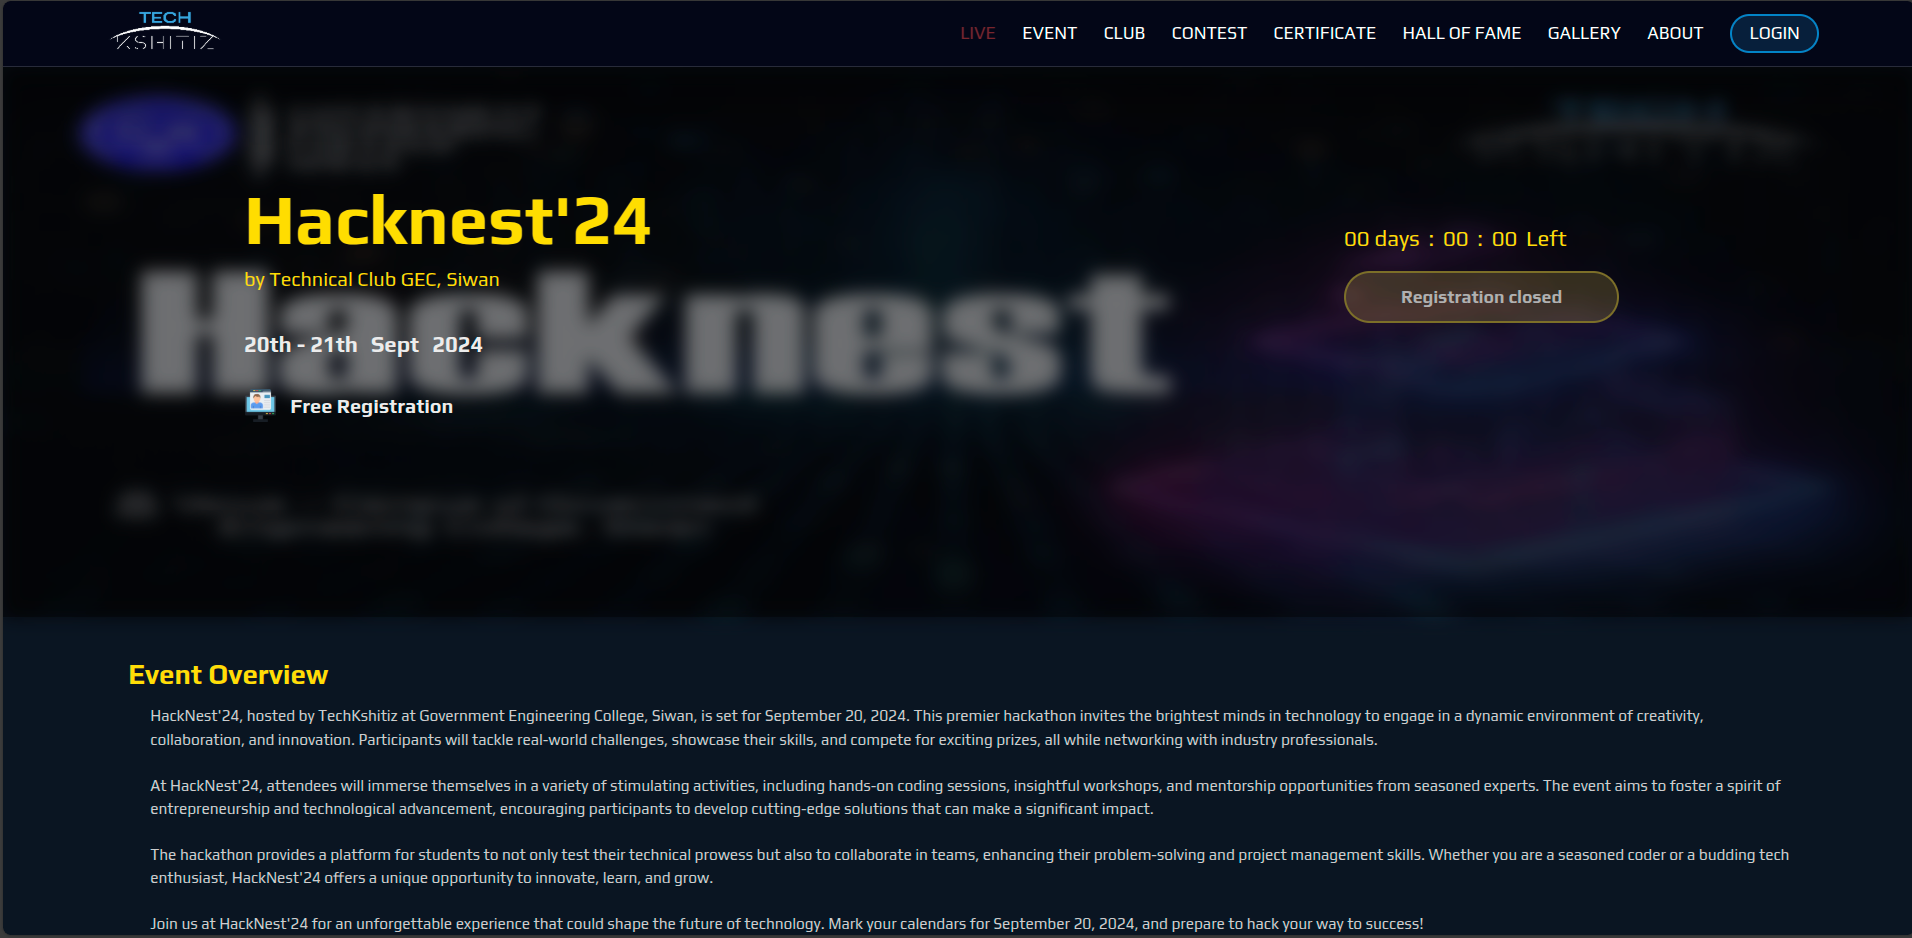 TECH
KSHITIZ
LIVE EVENT CLUB CONTEST CERTIFICATE HALL OF FAME GALLERY ABOUT LOGIN
Hacknest'24
by Technical Club GEC, Siwan
Hacknest
20th - 21th Sept 2024
Free Registration
00 days : 00 : 00 Left
Registration closed
Event Overview
HackNest'24, hosted by TechKshitiz at Government Engineering College, Siwan, is set for September 20, 2024. This premier hackathon invites the brightest minds in technology to engage in a dynamic environment of creativity,
collaboration, and innovation. Participants will tackle real-world challenges, showcase their skills, and compete for exciting prizes, all while networking with industry professionals.
At HackNest'24, attendees will immerse themselves in a variety of stimulating activities, including hands-on coding sessions, insightful workshops, and mentorship opportunities from seasoned experts. The event aims to foster a spirit of
entrepreneurship and technological advancement, encouraging participants to develop cutting-edge solutions that can make a significant impact.
The hackathon provides a platform for students to not only test their technical prowess but also to collaborate in teams, enhancing their problem-solving and project management skills. Whether you are a seasoned coder or a budding tech
enthusiast, HackNest'24 offers a unique opportunity to innovate, learn, and grow.
Join us at HackNest'24 for an unforgettable experience that could shape the future of technology. Mark your calendars for September 20, 2024, and prepare to hack your way to success!